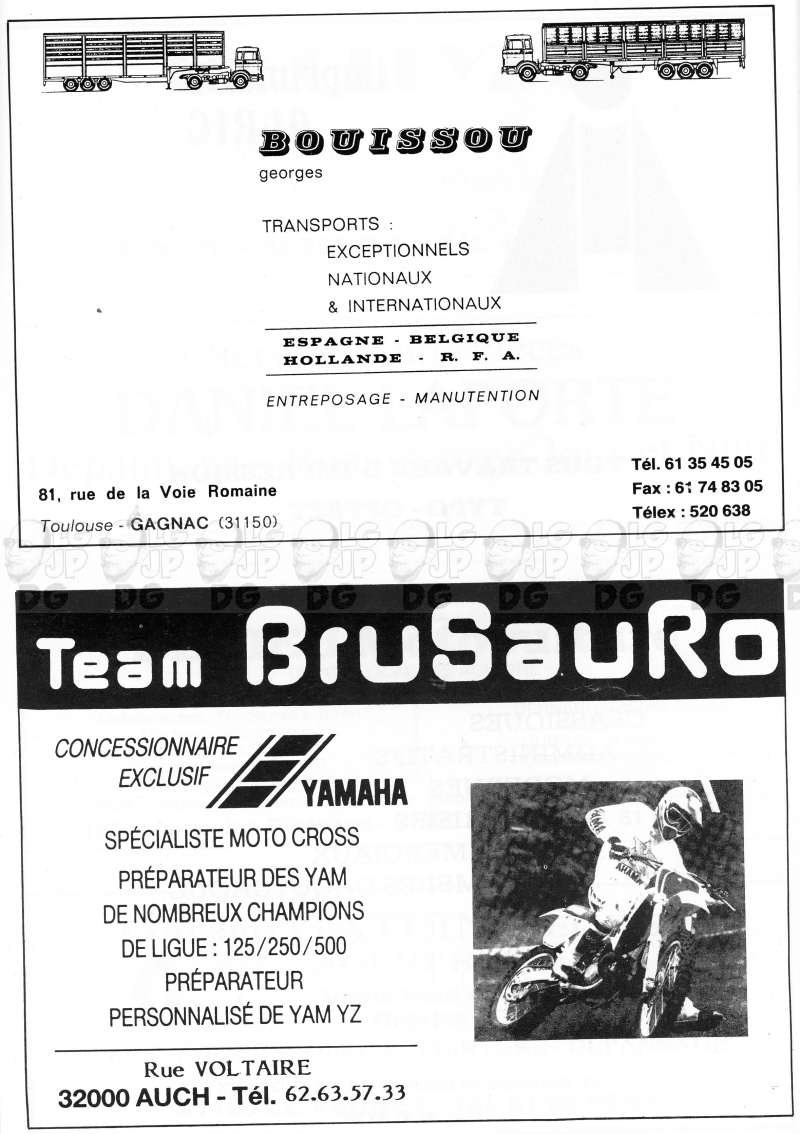 BOUISSOU
georges
TRANSPORTS :
EXCEPTIONNELS
NATIONAUX
& INTERNATIONAUX
ESPAGNE - BELGIQUE
HOLLANDE - R. F. A.
ENTREPOSAGE - MANUTENTION
81, rue de la Voie Romaine
Toulouse - GAGNAC (31150)
Tél. 61 35 45 05
Fax : 61 74 83 05
Télex : 520 638
LG JP DG
Team BruSauRo
CONCESSIONNAIRE
EXCLUSIF
YAMAHA
SPÉCIALISTE MOTO CROSS
PRÉPARATEUR DES YAM
DE NOMBREUX CHAMPIONS
DE LIGUE : 125/250/500
PRÉPARATEUR
PERSONNALISÉ DE YAM YZ
Rue VOLTAIRE
32000 AUCH - Tél. 62.63.57.33